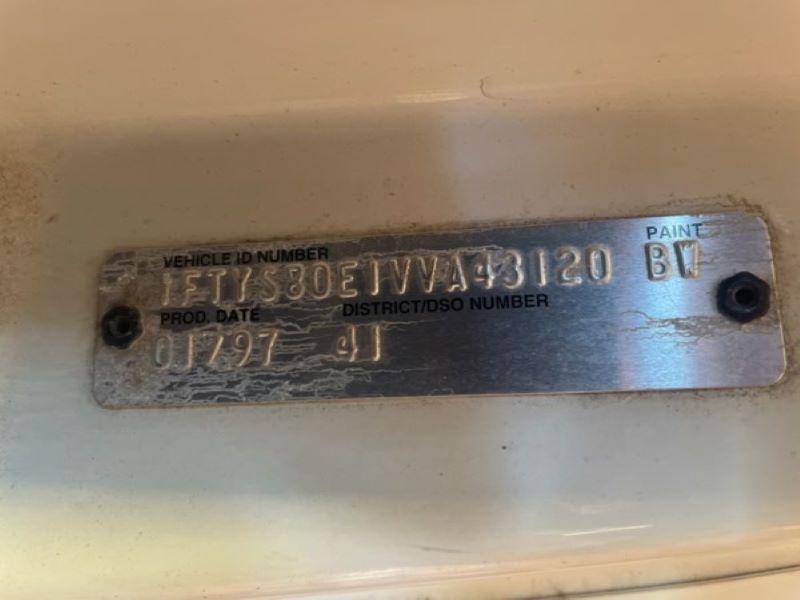 VEHICLE ID NUMBER PAINT
1FTYS80E1VVA43120 BW
PROD. DATE DISTRICT/DSO NUMBER
01797 41